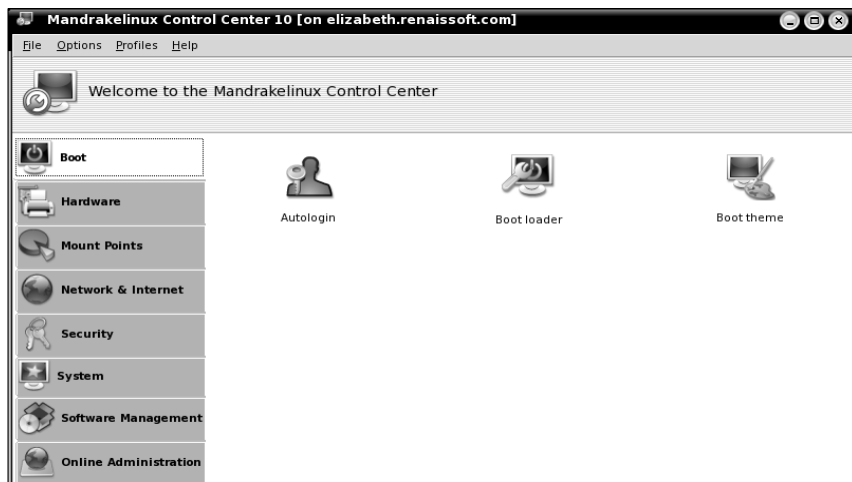 Mandrakelinux Control Center 10 [on elizabeth.renaissoft.com]
File Options Profiles Help
Welcome to the Mandrakelinux Control Center
Boot
Hardware
Mount Points
Network & Internet
Security
System
Software Management
Online Administration
Autologin
Boot loader
Boot theme